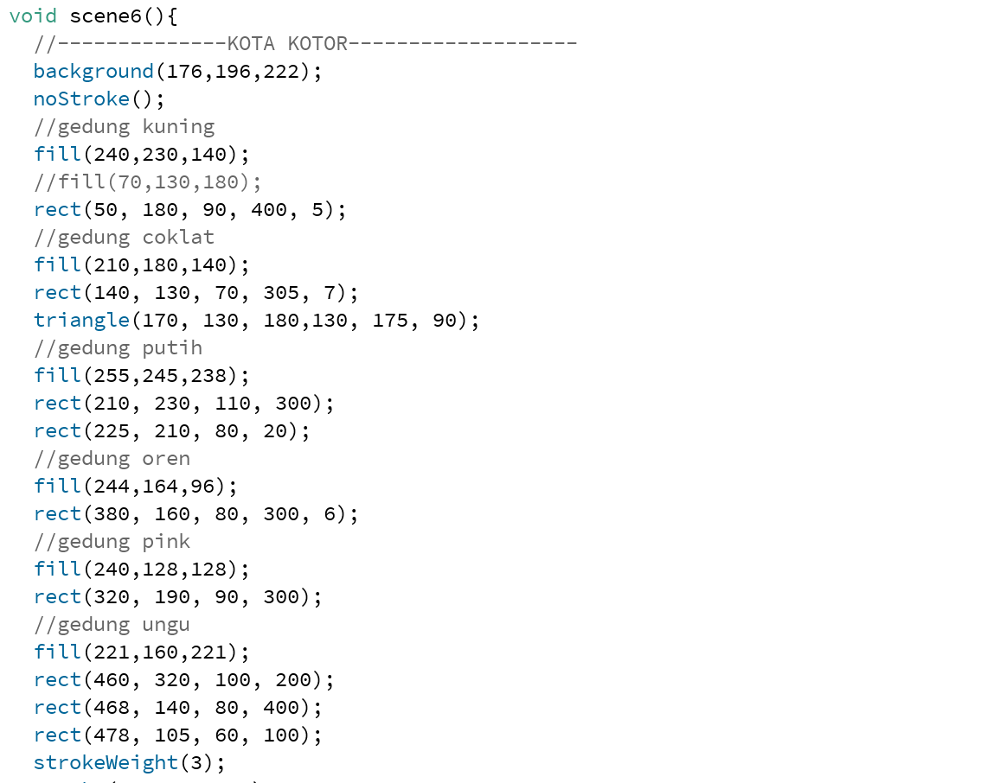 void scene6(){
//--------------KOTA KOTOR-------------------
background(176,196,222);
noStroke();
//gedung kuning
fill(240,230,140);
//fill(70,130,180);
rect(50, 180, 90, 400, 5);
//gedung coklat
fill(210,180,140);
rect(140, 130, 70, 305, 7);
triangle(170, 130, 180,130, 175, 90);
//gedung putih
fill(255,245,238);
rect(210, 230, 110, 300);
rect(225, 210, 80, 20);
//gedung oren
fill(244,164,96);
rect(380, 160, 80, 300, 6);
//gedung pink
fill(240,128,128);
rect(320, 190, 90, 300);
//gedung ungu
fill(221,160,221);
rect(460, 320, 100, 200);
rect(468, 140, 80, 400);
rect(478, 105, 60, 100);
strokeWeight(3);